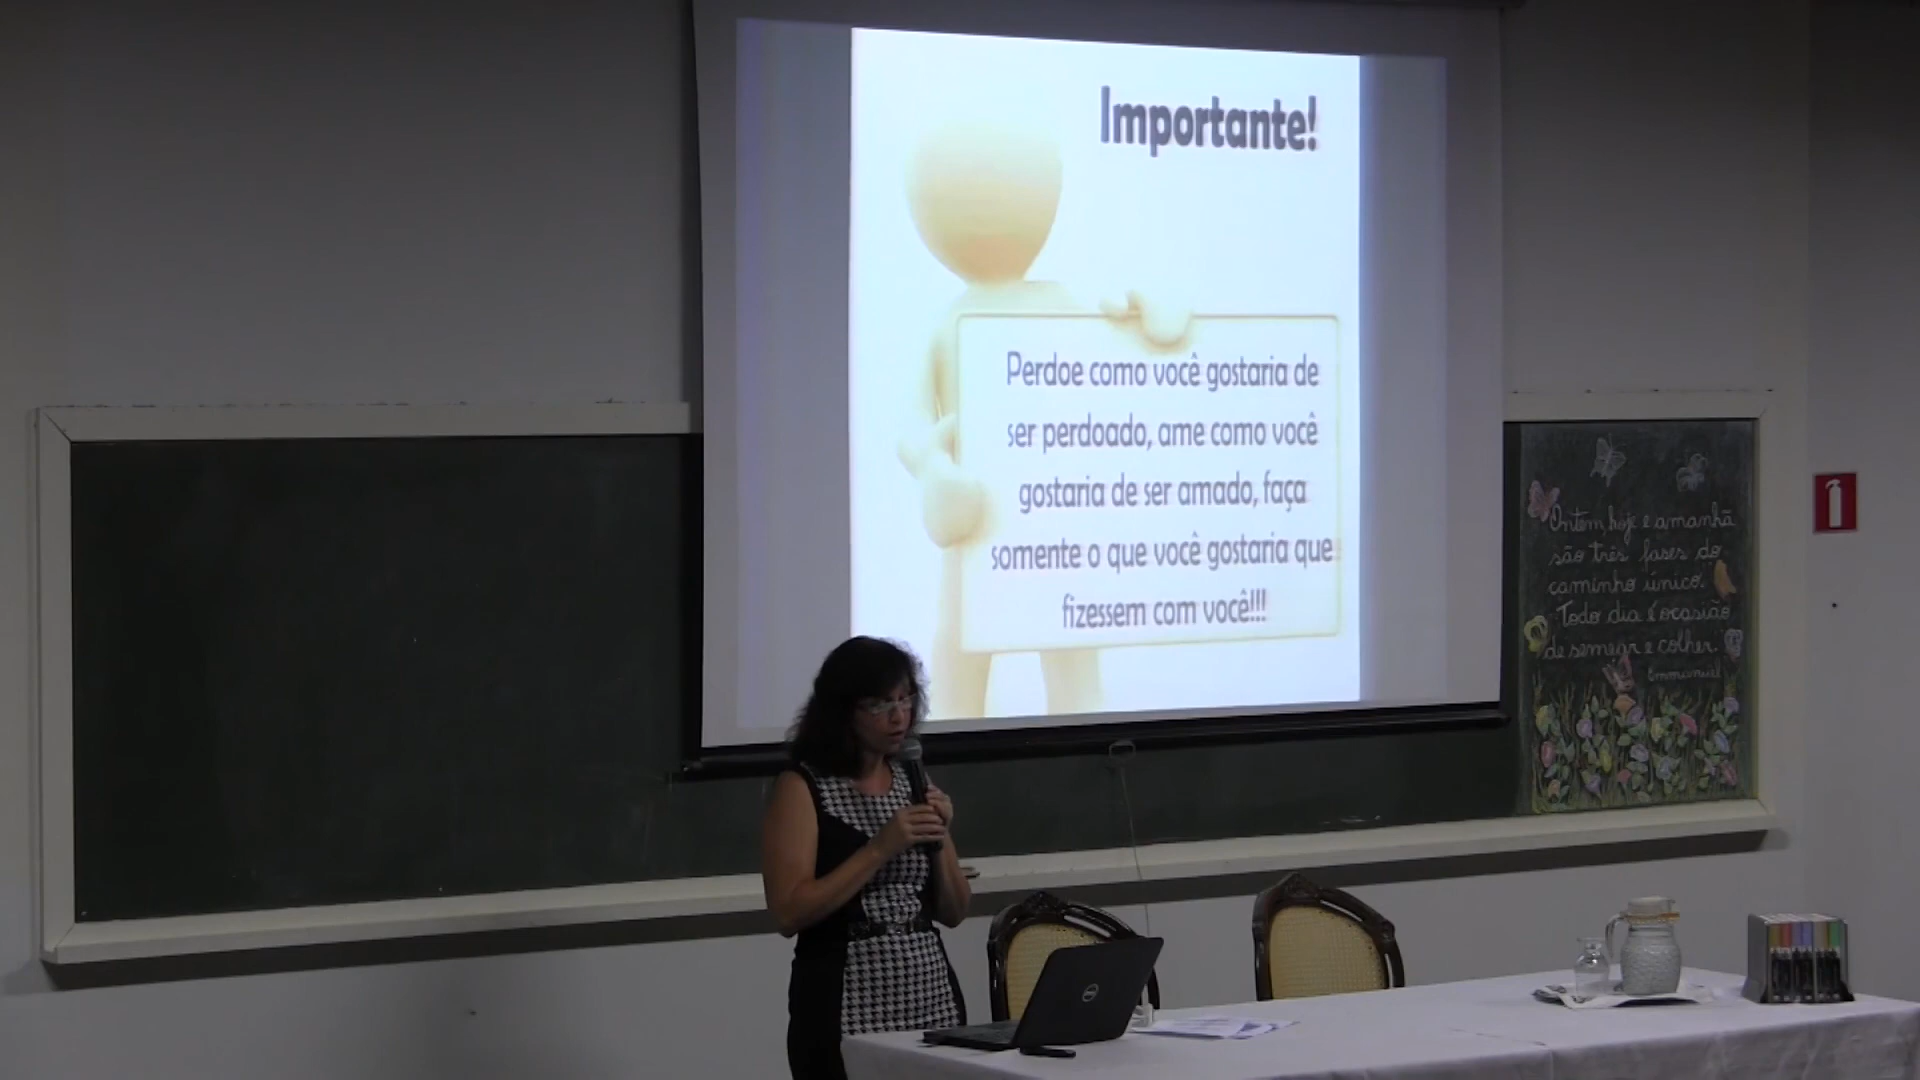 Importante!
Perdoe como você gostaria de
ser perdoado, ame como você
gostaria de ser amado, faça
somente o que você gostaria que
fizessem com você!!!
Ontem hoje e amanhã
são três fases do
caminho único.
Todo dia é ocasião
de semear e colher.
Emmanuel
DELL